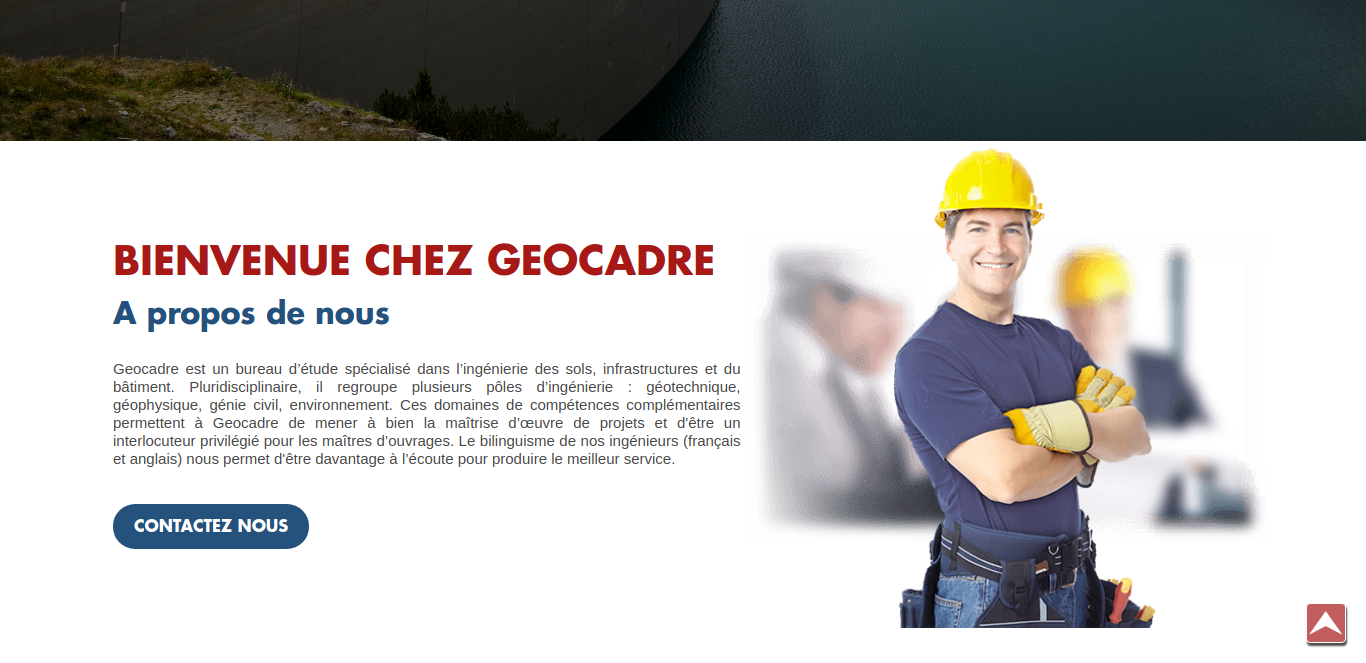 BIENVENUE CHEZ GEOCADRE
A propos de nous
Geocadre est un bureau d’étude spécialisé dans l’ingénierie des sols, infrastructures et du
bâtiment. Pluridisciplinaire, il regroupe plusieurs pôles d’ingénierie : géotechnique,
géophysique, génie civil, environnement. Ces domaines de compétences complémentaires
permettent à Geocadre de mener à bien la maîtrise d’œuvre de projets et d'être un
interlocuteur privilégié pour les maîtres d’ouvrages. Le bilinguisme de nos ingénieurs (français
et anglais) nous permet d'être davantage à l’écoute pour produire le meilleur service.
CONTACTEZ NOUS